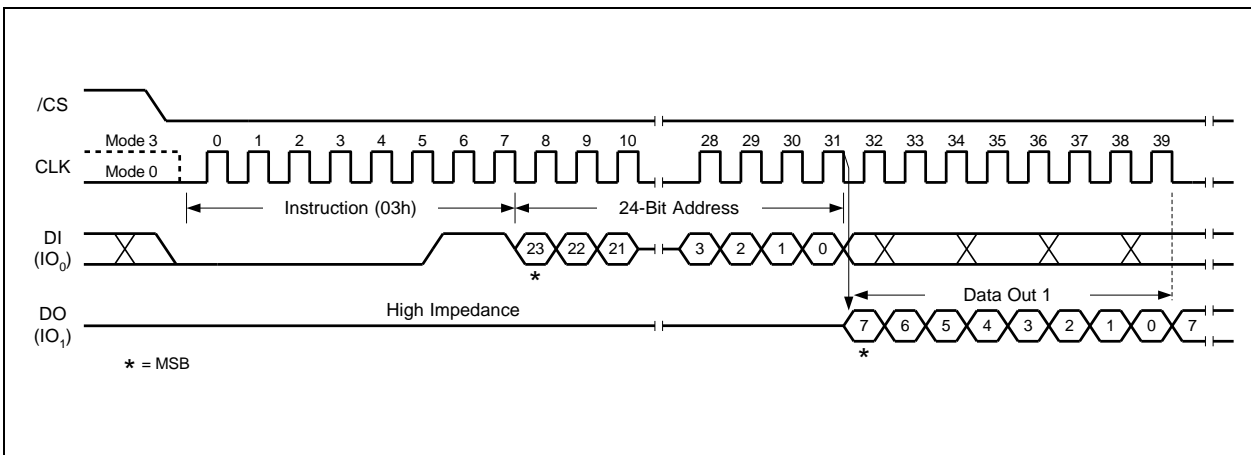 /CS
Mode 3
0 1 2 3 4 5 6 7 8 9 10 28 29 30 31 32 33 34 35 36 37 38 39
CLK
Mode 0
Instruction (03h)
24-Bit Address
DI
(IO0)
23 22 21 3 2 1 0
*
Data Out 1
High Impedance
DO
(IO1)
7 6 5 4 3 2 1 0 7
*
* = MSB